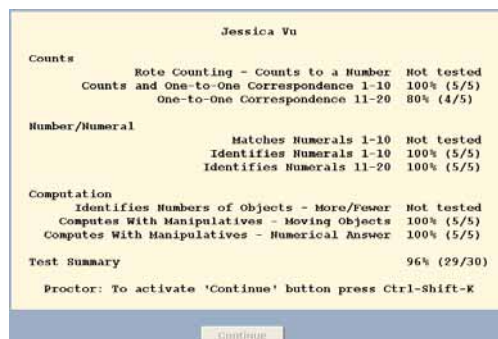 Jessica Vu
Counts
Rote Counting - Counts to a Number Not tested
Counts and One-to-One Correspondence 1-10 100% (5/5)
One-to-One Correspondence 11-20 80% (4/5)
Number/Numeral
Matches Numerals 1-10 Not tested
Identifies Numerals 1-10 100% (5/5)
Identifies Numerals 11-20 100% (5/5)
Computation
Identifies Numbers of Objects - More/Fewer Not tested
Computes With Manipulatives - Moving Objects 100% (5/5)
Computes With Manipulatives - Numerical Answer 100% (5/5)
Test Summary 96% (29/30)
Proctor: To activate 'Continue' button press Ctrl-Shift-K
Continue